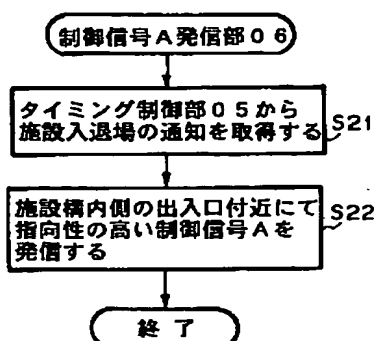 制御信号A発信部06
タイミング制御部05から
施設入退場の通知を取得する
S21
施設構内側の出入口付近にて
指向性の高い制御信号Aを
発信する
S22
終了